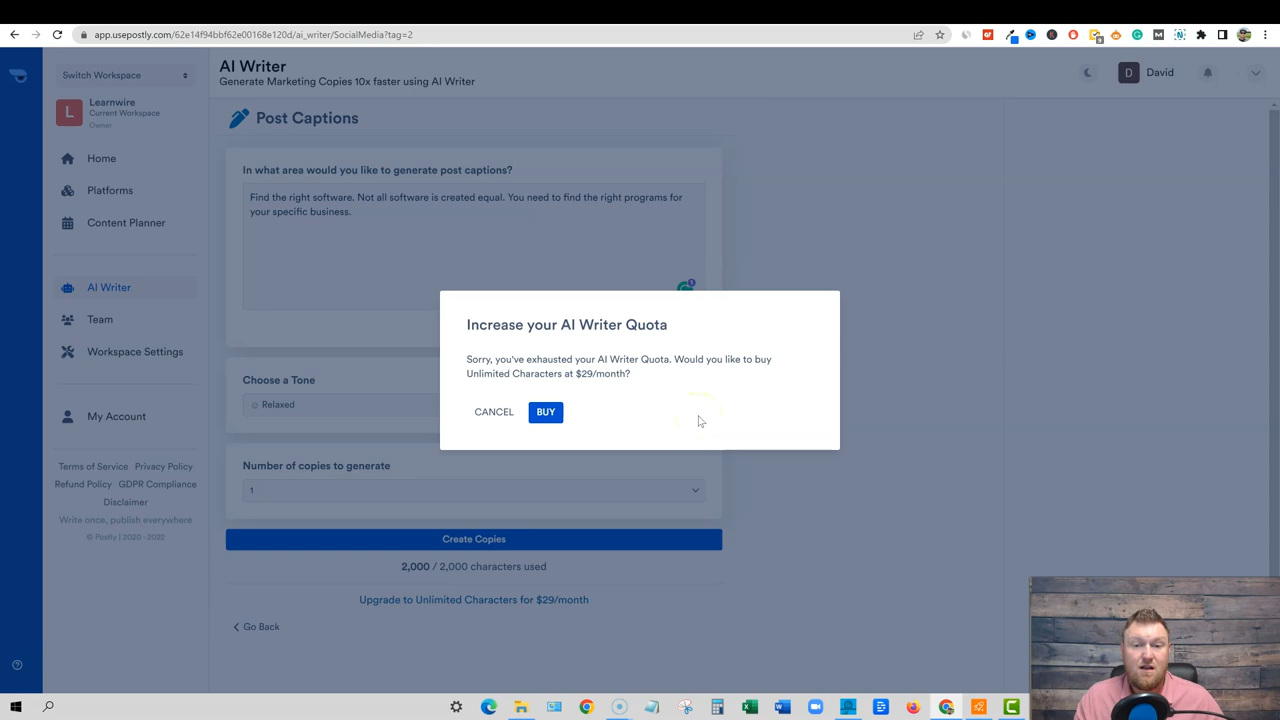 app.usepostly.com/62e14f94bbf62e00168e120d/ai_writer/SocialMedia?tag=2
Switch Workspace
L
Learnwire
Current Workspace
Owner
Home
Platforms
Content Planner
AI Writer
Team
Workspace Settings
My Account
Terms of Service Privacy Policy
Refund Policy GDPR Compliance
Disclaimer
Write once, publish everywhere
© Postly | 2020 - 2022
AI Writer
Generate Marketing Copies 10x faster using AI Writer
D David
Post Captions
In what area would you like to generate post captions?
Find the right software. Not all software is created equal. You need to find the right programs for
your specific business.
1
Increase your AI Writer Quota
Sorry, you've exhausted your AI Writer Quota. Would you like to buy
Unlimited Characters at $29/month?
CANCEL BUY
Choose a Tone
Relaxed
Number of copies to generate
1
Create Copies
2,000 / 2,000 characters used
Upgrade to Unlimited Characters for $29/month
Go Back